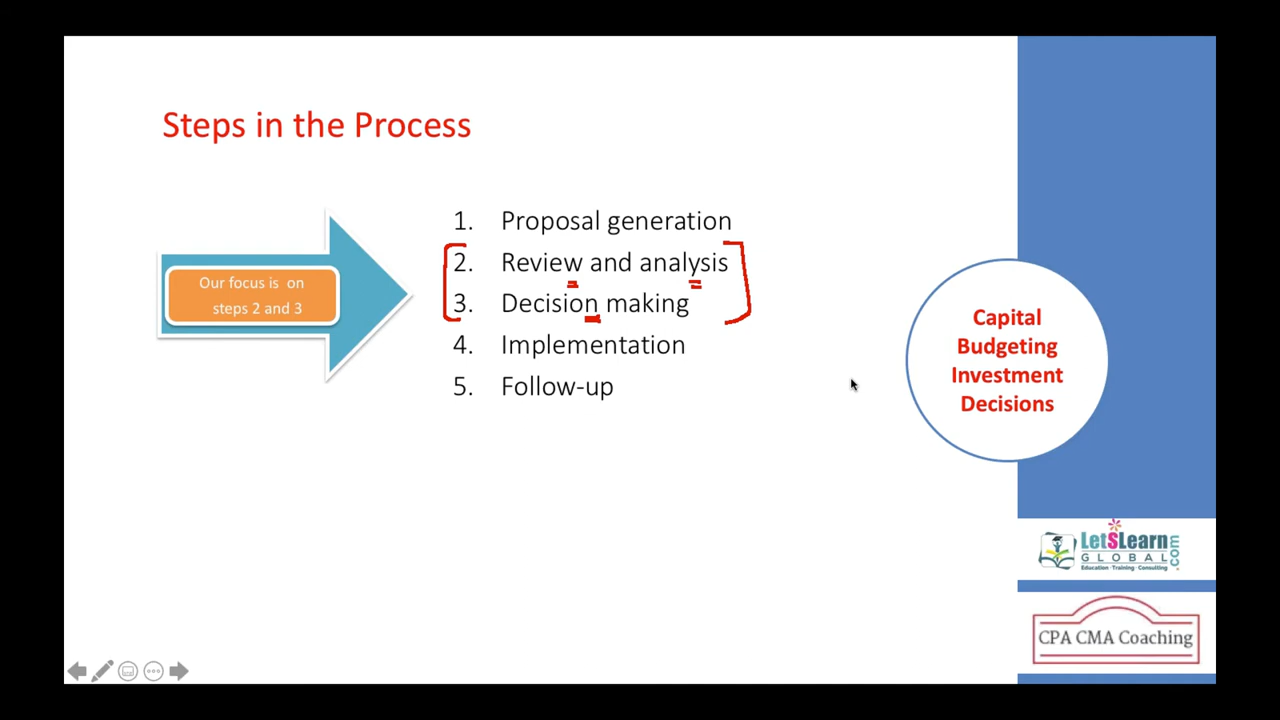 Steps in the Process
Our focus is on
steps 2 and 3
1. Proposal generation
2. Review and analysis
3. Decision making
4. Implementation
5. Follow-up
Capital
Budgeting
Investment
Decisions
LetSLearn
GLOBAL.com
Education · Training · Consulting
CPA CMA Coaching